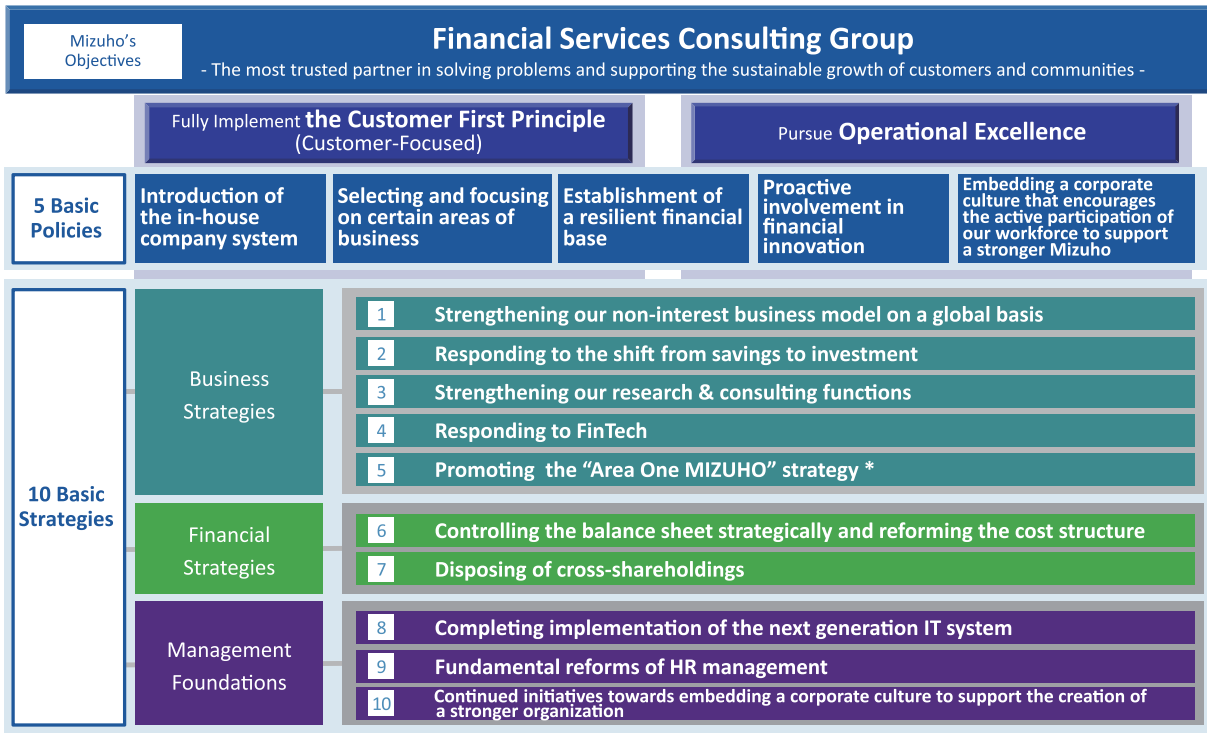 Mizuho's
Objectives
Financial Services Consulting Group
- The most trusted partner in solving problems and supporting the sustainable growth of customers and communities -
Fully Implement the Customer First Principle
(Customer-Focused)
Pursue Operational Excellence
5 Basic
Policies
Introduction of
the in-house
company system
Selecting and focusing
on certain areas of
business
Establishment of
a resilient financial
base
Proactive
involvement in
financial
innovation
Embedding a corporate
culture that encourages
the active participation of
our workforce to support
a stronger Mizuho
10 Basic
Strategies
Business
Strategies
1 Strengthening our non-interest business model on a global basis
2 Responding to the shift from savings to investment
3 Strengthening our research & consulting functions
4 Responding to FinTech
5 Promoting the “Area One MIZUHO” strategy *
Financial
Strategies
6 Controlling the balance sheet strategically and reforming the cost structure
7 Disposing of cross-shareholdings
Management
Foundations
8 Completing implementation of the next generation IT system
9 Fundamental reforms of HR management
10 Continued initiatives towards embedding a corporate culture to support the creation of
a stronger organization